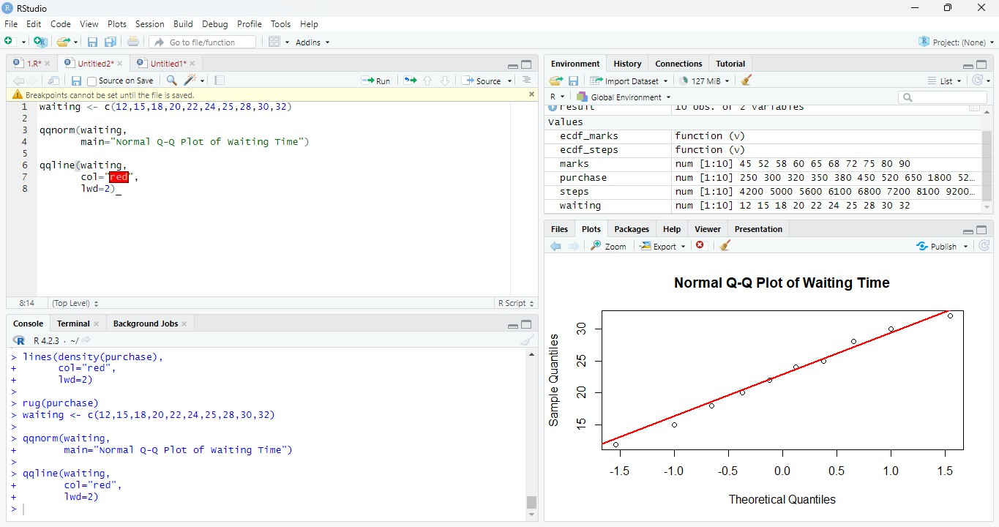 RStudio
File Edit Code View Plots Session Build Debug Profile Tools Help
Go to file/function Addins Project: (None)
1.R* Untitled2* Untitled1*
Source on Save Run Source
Breakpoints cannot be set until the file is saved.
1 waiting <- c(12,15,18,20,22,24,25,28,30,32)
2
3 qqnorm(waiting,
4 main="Normal Q-Q Plot of Waiting Time")
5
6 qqline(waiting,
7 col="red",
8 lwd=2)
8:14 (Top Level) R Script
Console Terminal Background Jobs
R 4.2.3 · ~/
> lines(density(purchase),
+ col="red",
+ lwd=2)
>
> rug(purchase)
> waiting <- c(12,15,18,20,22,24,25,28,30,32)
>
> qqnorm(waiting,
+ main="Normal Q-Q Plot of Waiting Time")
>
> qqline(waiting,
+ col="red",
+ lwd=2)
>
Environment History Connections Tutorial
Import Dataset 127 MiB List
R Global Environment
result 10 obs. of 2 variables
Values
ecdf_marks function (v)
ecdf_steps function (v)
marks num [1:10] 45 52 58 60 65 68 72 75 80 90
purchase num [1:10] 250 300 320 350 380 450 520 650 1800 52…
steps num [1:10] 4200 5000 5600 6100 6800 7200 8100 9200…
waiting num [1:10] 12 15 18 20 22 24 25 28 30 32
Files Plots Packages Help Viewer Presentation
Zoom Export Publish
Normal Q-Q Plot of Waiting Time
Sample Quantiles
30
25
20
15
-1.5 -1.0 -0.5 0.0 0.5 1.0 1.5
Theoretical Quantiles